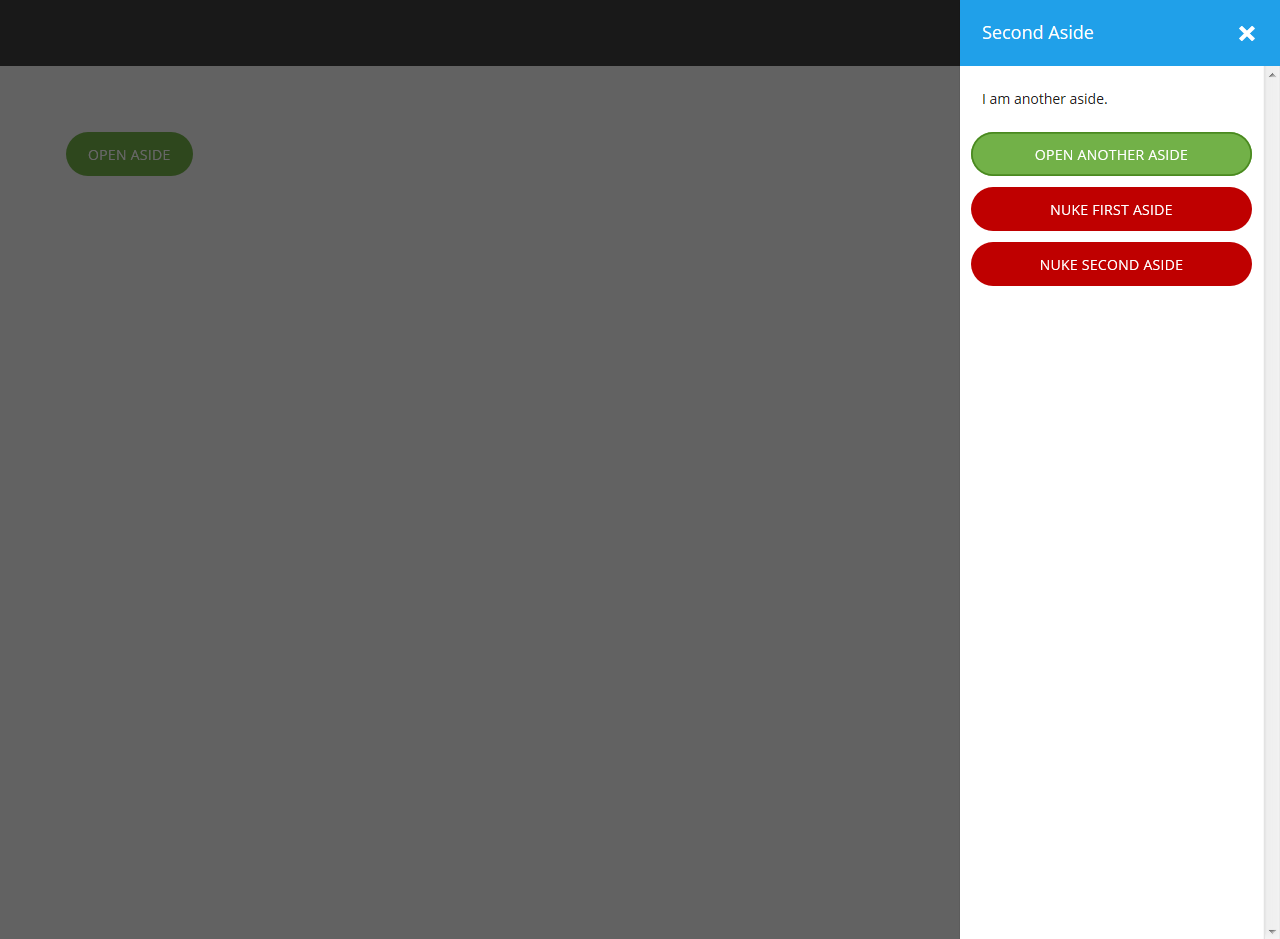 Second Aside
I am another aside.
OPEN ASIDE
OPEN ANOTHER ASIDE
NUKE FIRST ASIDE
NUKE SECOND ASIDE